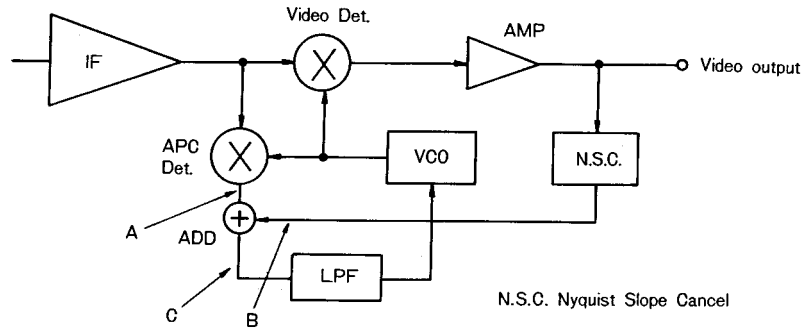 Video Det.
AMP
IF
Video output
APC
Det.
VCO
N.S.C.
A
ADD
LPF
C
B
N.S.C. Nyquist Slope Cancel